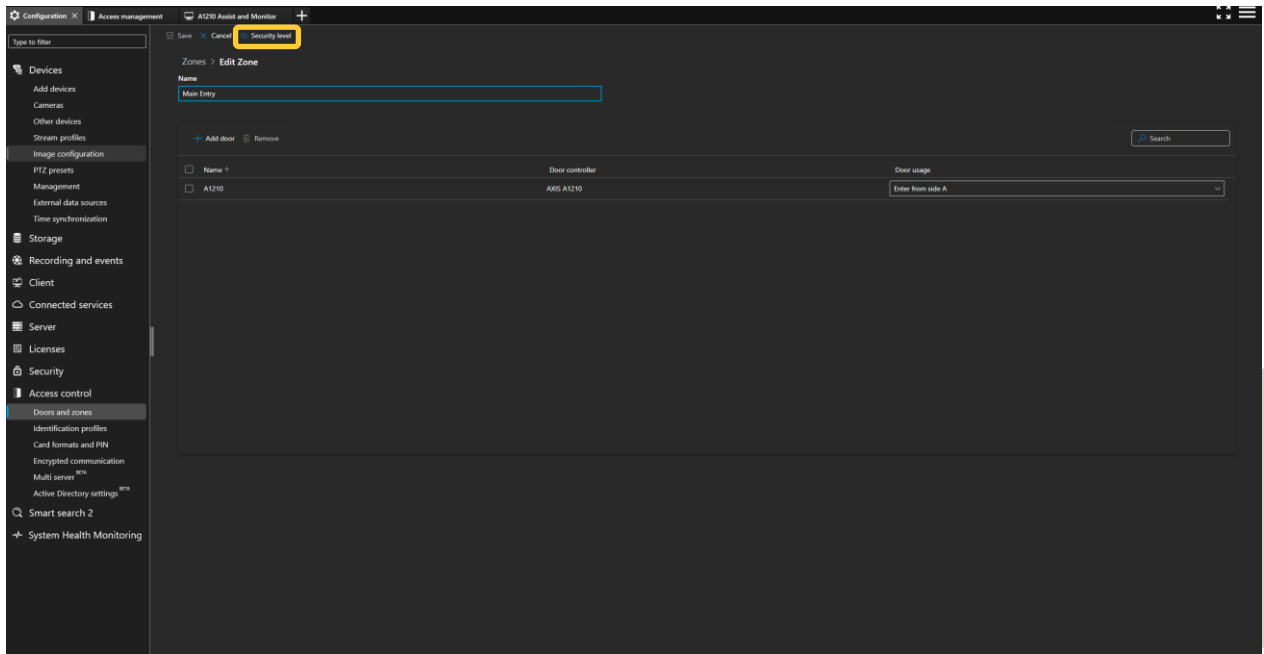 Configuration
Access management
A1210 Assist and Monitor
Type to filter
Save
Cancel
Security level
Zones > Edit Zone
Name
Main Entry
Add door
Remove
Search
Name ↑
Door controller
Door usage
A1210
AXIS A1210
Enter from side A
Devices
Add devices
Cameras
Other devices
Stream profiles
Image configuration
PTZ presets
Management
External data sources
Time synchronization
Storage
Recording and events
Client
Connected services
Server
Licenses
Security
Access control
Doors and zones
Identification profiles
Card formats and PIN
Encrypted communication
Multi server BETA
Active Directory settings BETA
Smart search 2
System Health Monitoring